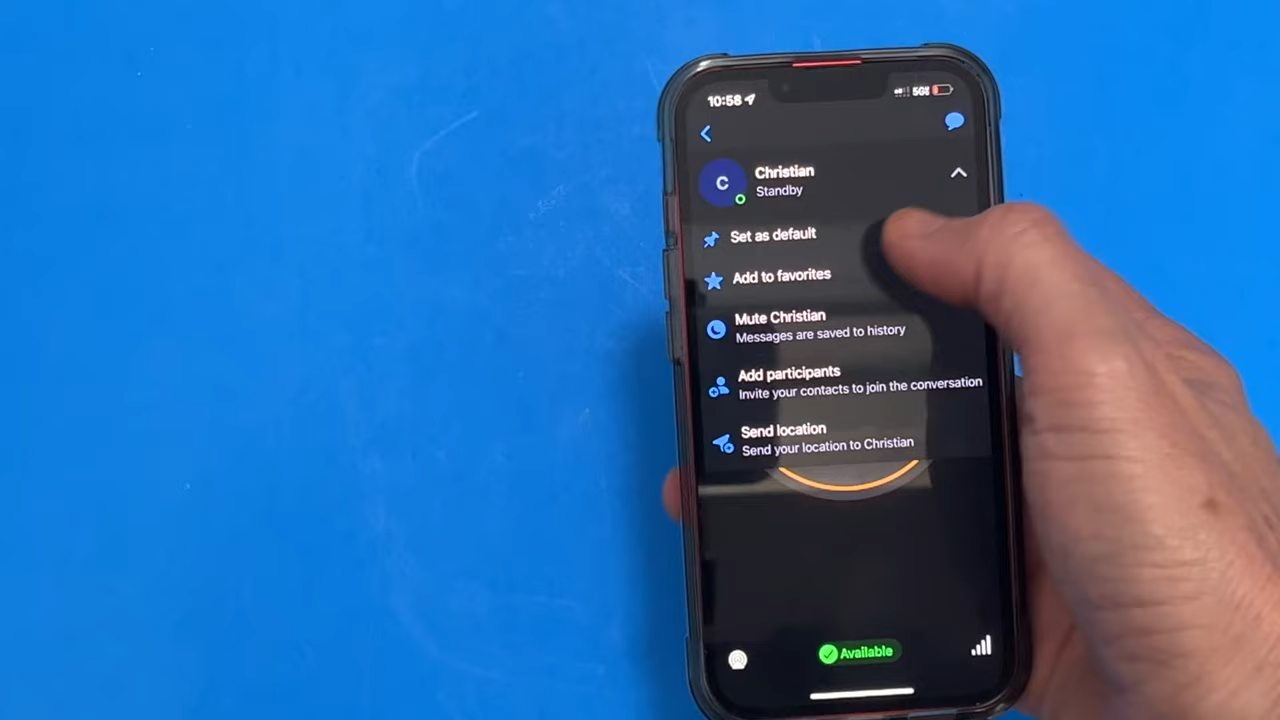 10:58
5G
C
Christian
Standby
Set as default
Add to favorites
Mute Christian
Messages are saved to history
Add participants
Invite your contacts to join the conversation
Send location
Send your location to Christian
Available